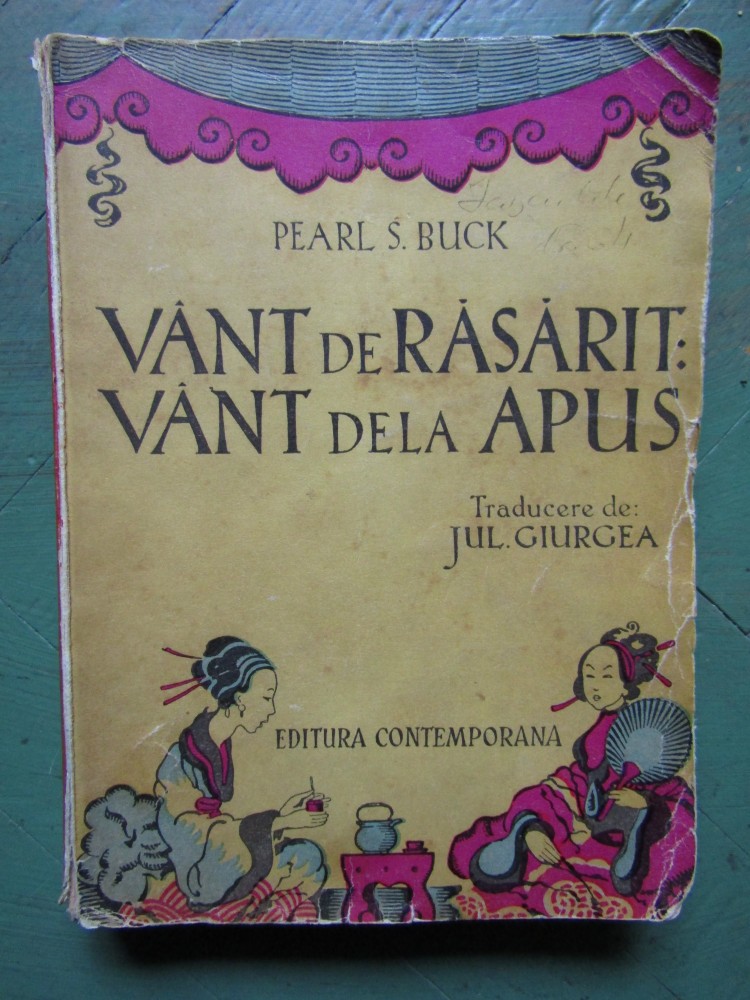 PEARL S. BUCK
VÂNT DE RĂSĂRIT:
VÂNT DELA APUS
Traducere de:
JUL. GIURGEA
EDITURA CONTEMPORANA